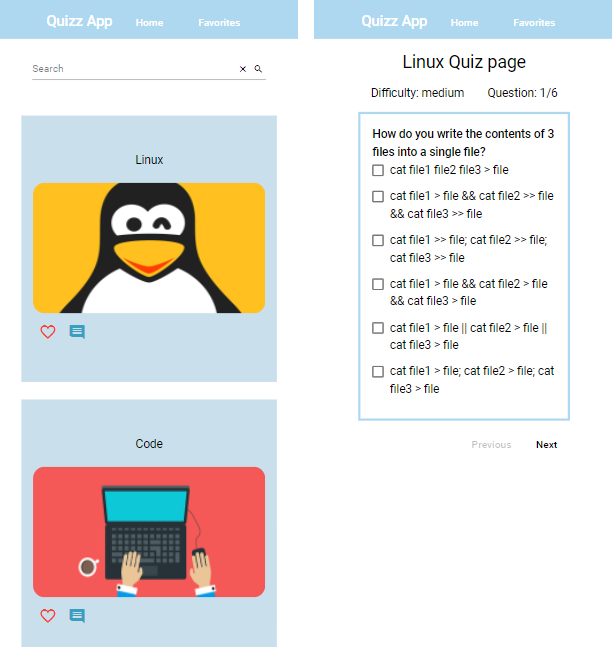 Quizz App Home Favorites
Search
Linux
Code
Quizz App Home Favorites
Linux Quiz page
Difficulty: medium Question: 1/6
How do you write the contents of 3
files into a single file?
cat file1 file2 file3 > file
cat file1 > file && cat file2 >> file
&& cat file3 >> file
cat file1 >> file; cat file2 >> file;
cat file3 >> file
cat file1 > file && cat file2 > file
&& cat file3 > file
cat file1 > file || cat file2 > file ||
cat file3 > file
cat file1 > file; cat file2 > file; cat
file3 > file
Previous Next